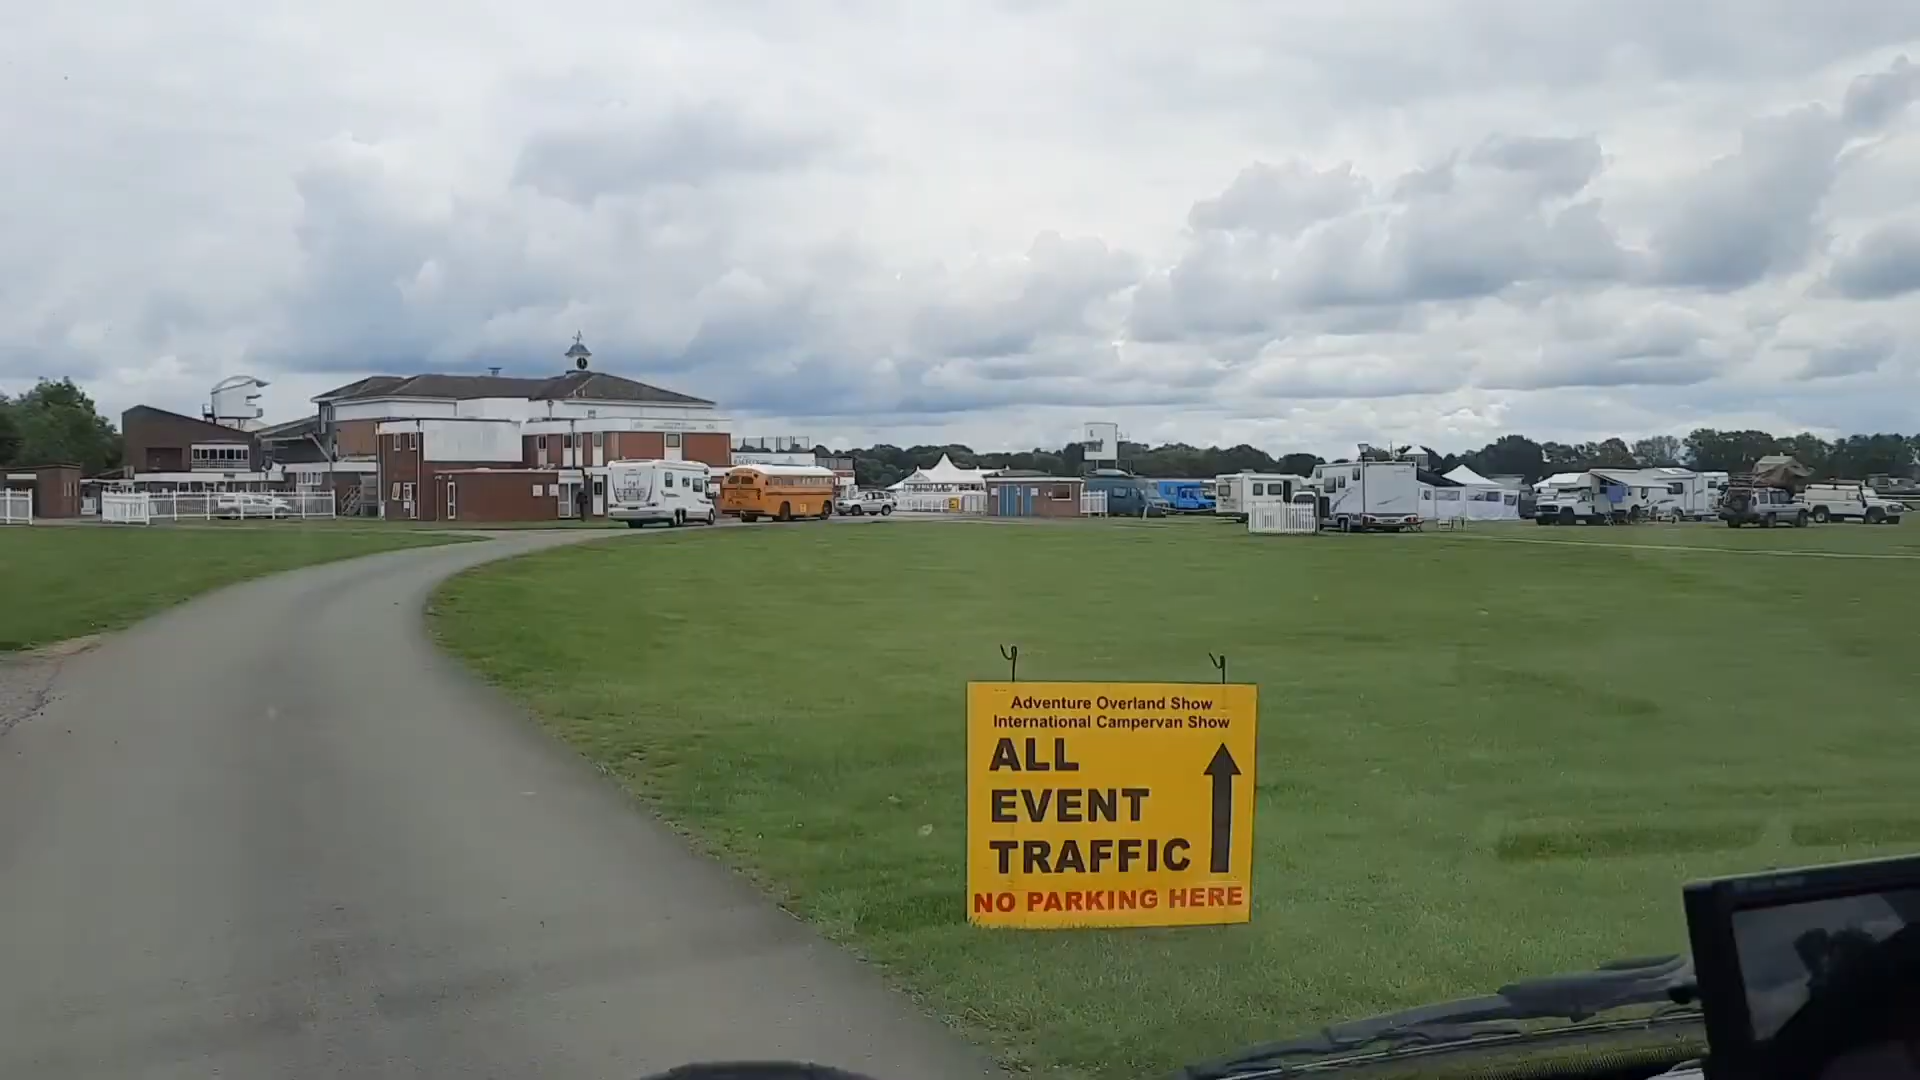 Adventure Overland Show
International Campervan Show
ALL
EVENT
TRAFFIC
NO PARKING HERE